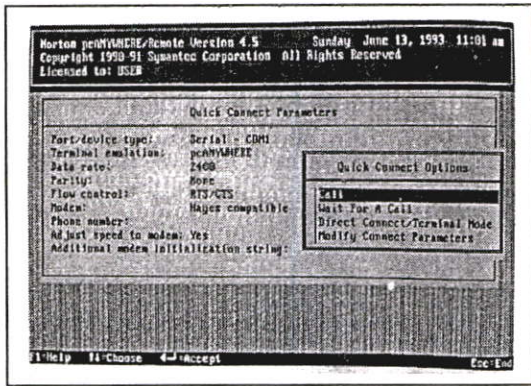 Norton pcANYWHERE/Remote Version 4.5 Sunday June 13, 1993 11:01 am
Copyright 1990-91 Symantec Corporation All Rights Reserved
Licensed to: USER
Quick Connect Parameters
Port/device type: Serial - COM1
Terminal emulation: pcANYWHERE
Data rate: 2400
Parity: None
Flow control: RTS/CTS
Modem: Hayes compatible
Phone number:
Adjust speed to modem: Yes
Additional modem initialization string:
Quick Connect Options
Call
Wait For A Call
Direct Connect/Terminal Mode
Modify Connect Parameters
F1=Help ↑↓=Choose ◄┘=Accept Esc=End